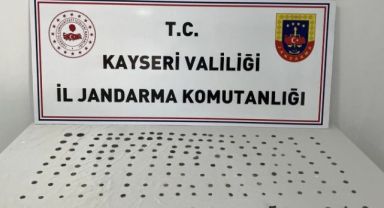 T.C.
KAYSERİ VALİLİĞİ
İL JANDARMA KOMUTANLIĞI